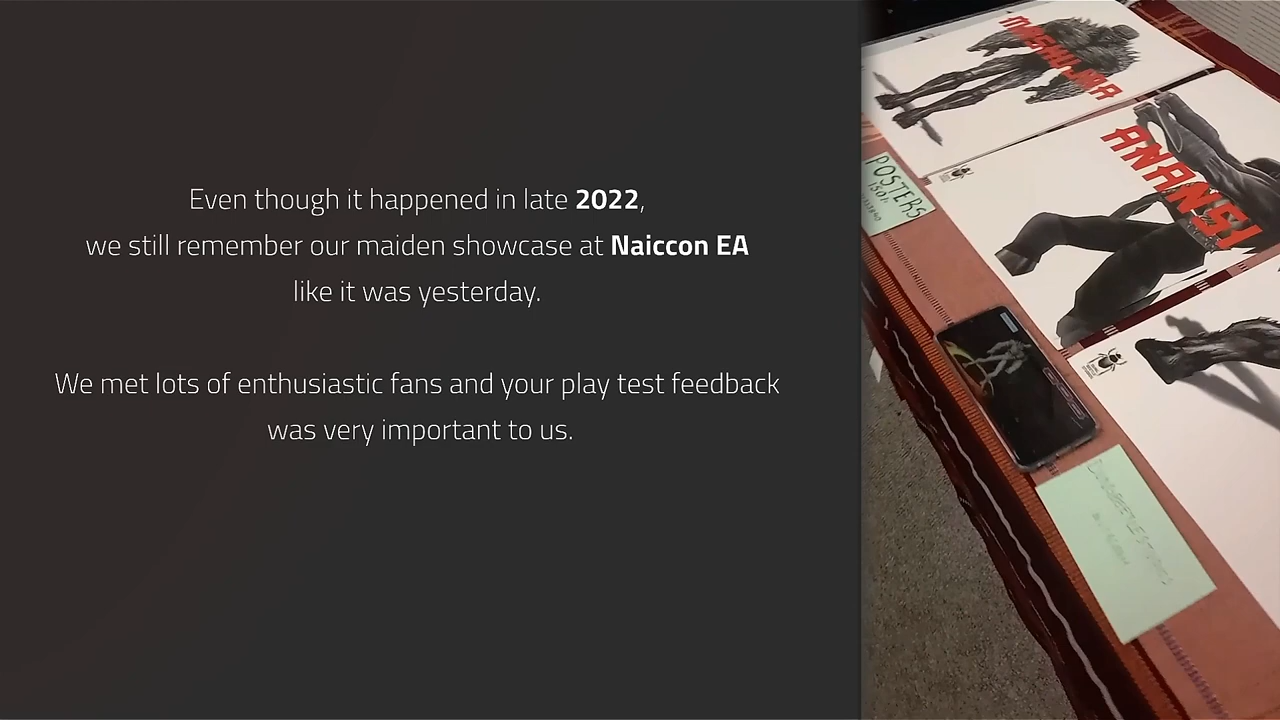 Even though it happened in late 2022,
we still remember our maiden showcase at Naiccon EA
like it was yesterday.
We met lots of enthusiastic fans and your play test feedback
was very important to us.
MASHUJAA
ANANSI
POSTERS